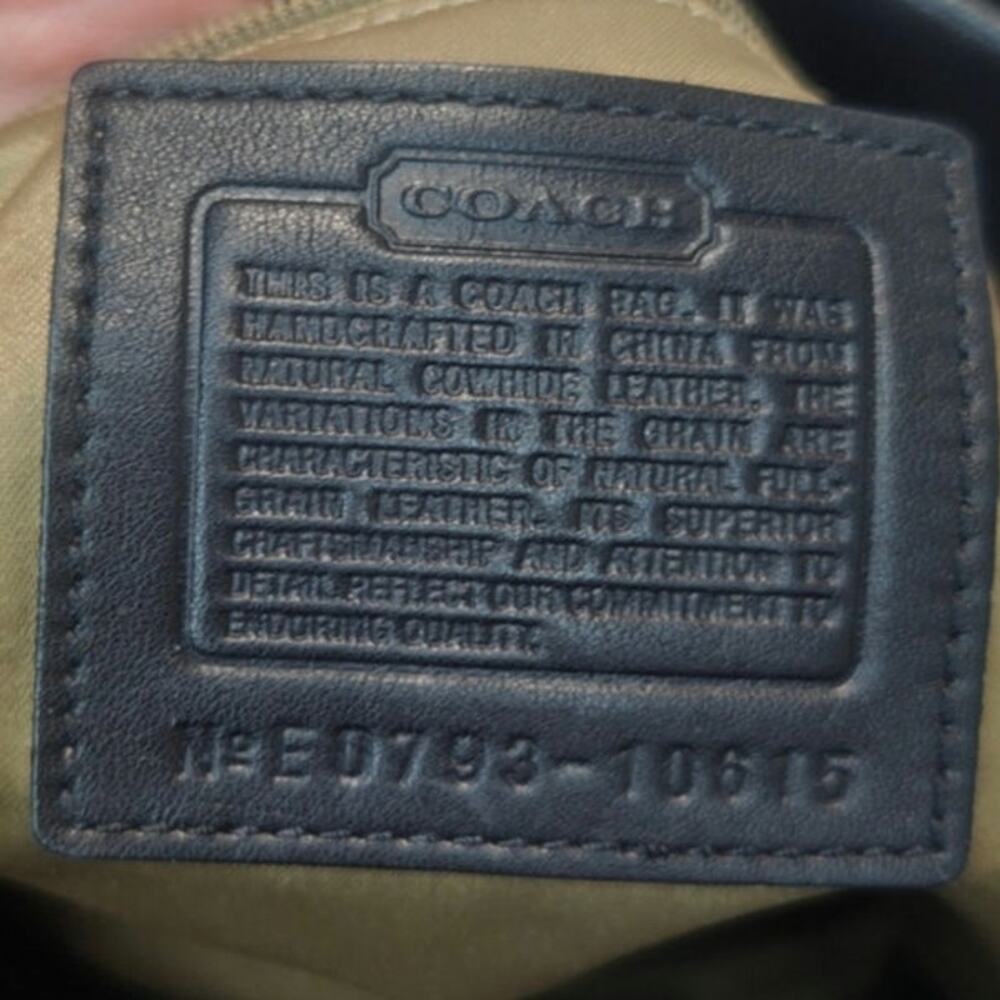 COACH
THIS IS A COACH BAG. IT WAS
HANDCRAFTED IN CHINA FROM
NATURAL COWHIDE LEATHER. THE
VARIATIONS IN THE GRAIN ARE
CHARACTERISTIC OF NATURAL FULL-
GRAIN LEATHER. ITS SUPERIOR
CRAFTSMANSHIP AND ATTENTION TO
DETAIL REFLECT OUR COMMITMENT TO
ENDURING QUALITY.
Nº E0793-10615